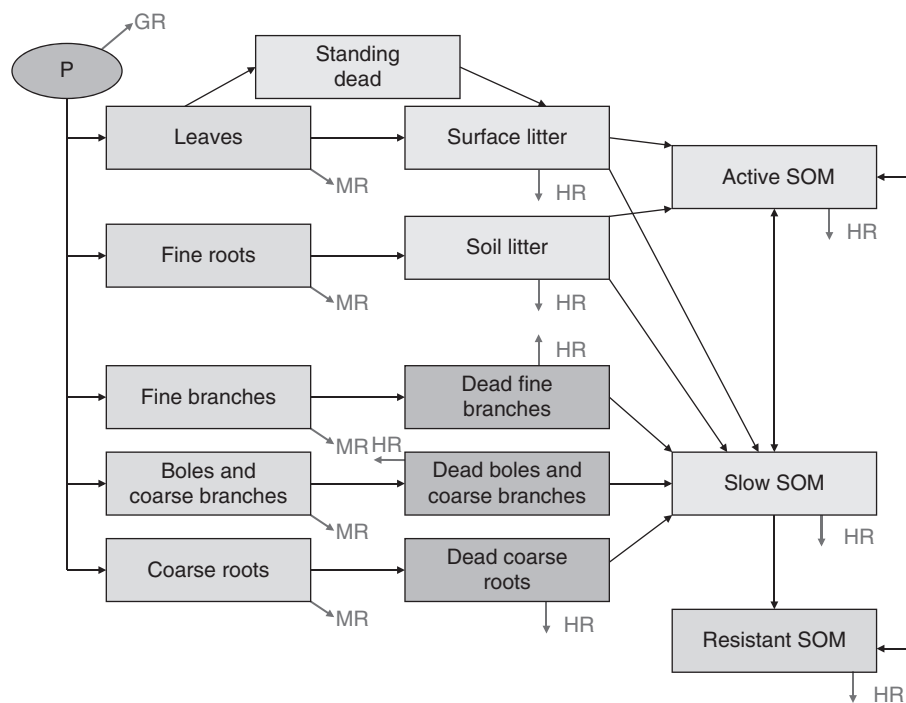 GR
P
Standing
dead
Leaves
Surface litter
MR
HR
Active SOM
HR
Fine roots
Soil litter
MR
HR
HR
Fine branches
Dead fine
branches
MR
HR
Boles and
coarse branches
Dead boles and
coarse branches
Slow SOM
MR
HR
Coarse roots
Dead coarse
roots
MR
HR
Resistant SOM
HR